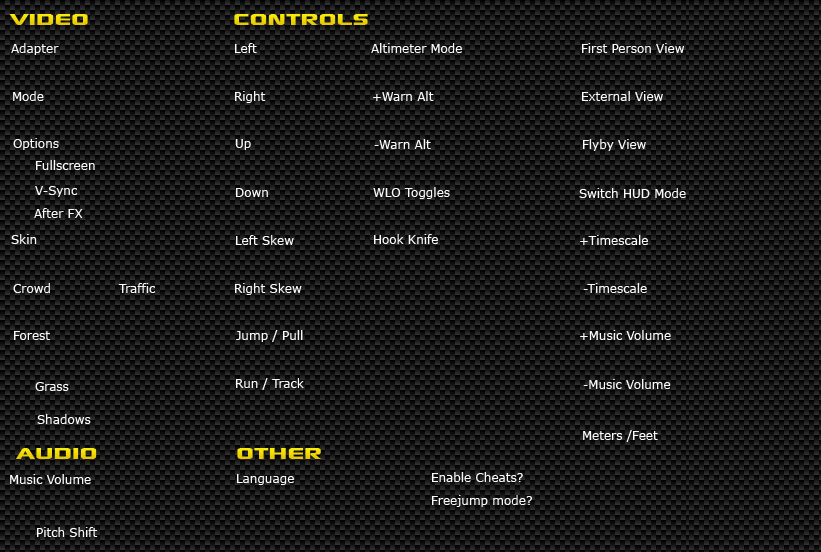 VIDEO
Adapter
Mode
Options
Fullscreen
V-Sync
After FX
Skin
Crowd Traffic
Forest
Grass
Shadows
AUDIO
Music Volume
Pitch Shift
CONTROLS
Left
Right
Up
Down
Left Skew
Right Skew
Jump / Pull
Run / Track
Altimeter Mode
+Warn Alt
-Warn Alt
WLO Toggles
Hook Knife
First Person View
External View
Flyby View
Switch HUD Mode
+Timescale
-Timescale
+Music Volume
-Music Volume
Meters /Feet
OTHER
Language
Enable Cheats?
Freejump mode?